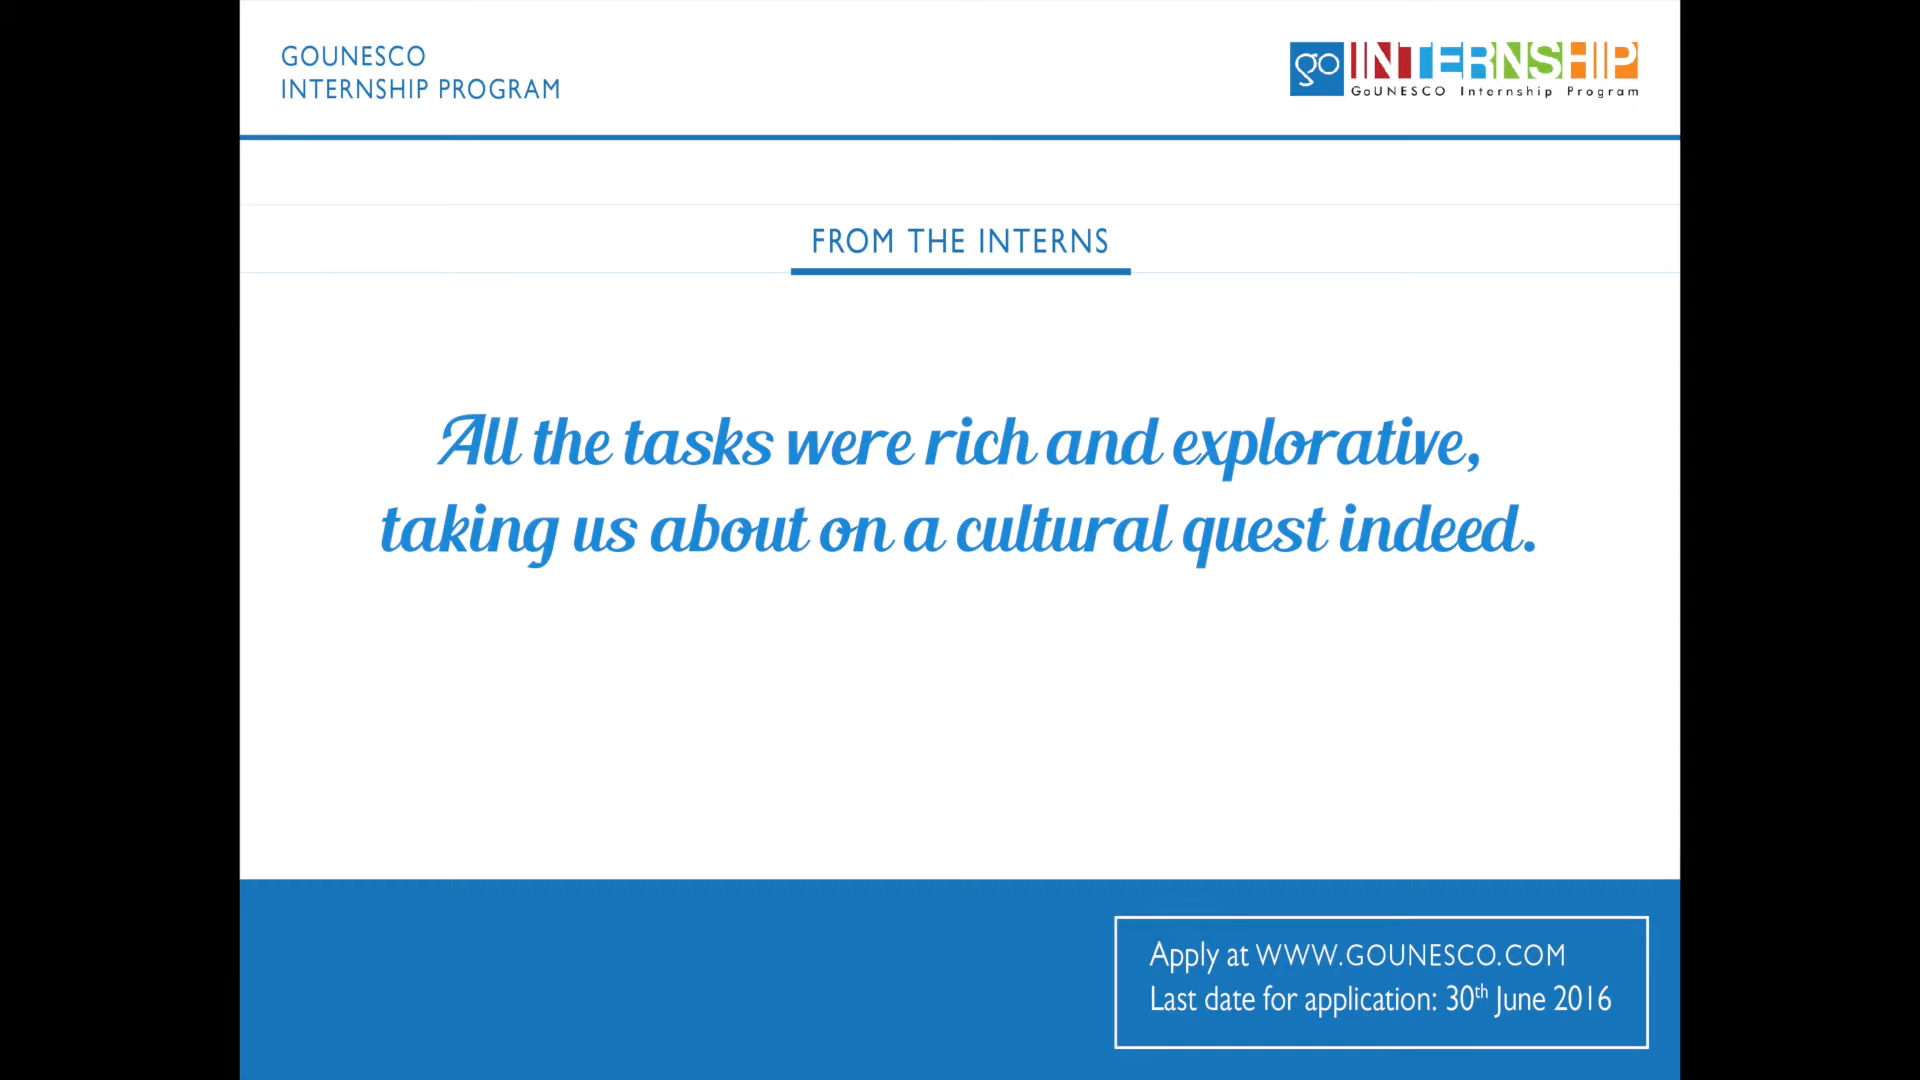 GOUNESCO
INTERNSHIP PROGRAM
go INTERNSHIP
GoUNESCO Internship Program
FROM THE INTERNS
All the tasks were rich and explorative,
taking us about on a cultural quest indeed.
Apply at WWW.GOUNESCO.COM
Last date for application: 30th June 2016